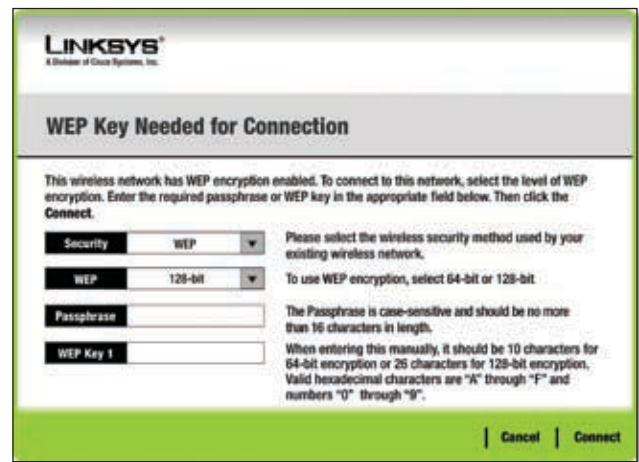 LINKSYS®
A Division of Cisco Systems, Inc.
WEP Key Needed for Connection
This wireless network has WEP encryption enabled. To connect to this network, select the level of WEP
encryption. Enter the required passphrase or WEP key in the appropriate field below. Then click the
Connect.
Security WEP
Please select the wireless security method used by your
existing wireless network.
WEP 128-bit
To use WEP encryption, select 64-bit or 128-bit
Passphrase
The Passphrase is case-sensitive and should be no more
than 16 characters in length.
WEP Key 1
When entering this manually, it should be 10 characters for
64-bit encryption or 26 characters for 128-bit encryption.
Valid hexadecimal characters are "A" through "F" and
numbers "0" through "9".
Cancel Connect